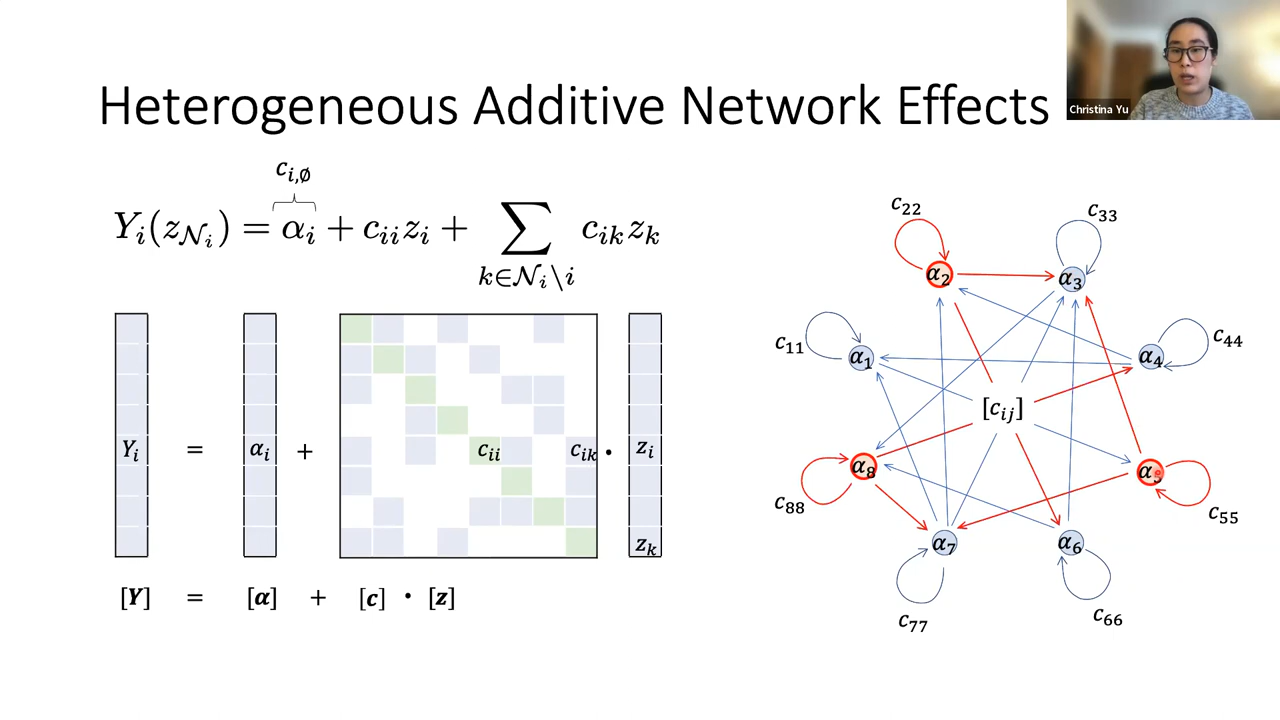 Heterogeneous Additive Network Effects
Christina Yu
c_{i,∅}
Y_i(z_{𝒩_i}) = α_i + c_{ii}z_i + ∑_{k∈𝒩_i\i} c_{ik}z_k
Y_i = α_i + c_{ii} c_{ik} · z_i
z_k
[Y] = [α] + [c] · [z]
c_{22}
c_{33}
α_2
α_3
c_{11}
c_{44}
α_1
α_4
[c_{ij}]
α_8
α_5
c_{88}
c_{55}
α_7
α_6
c_{77}
c_{66}